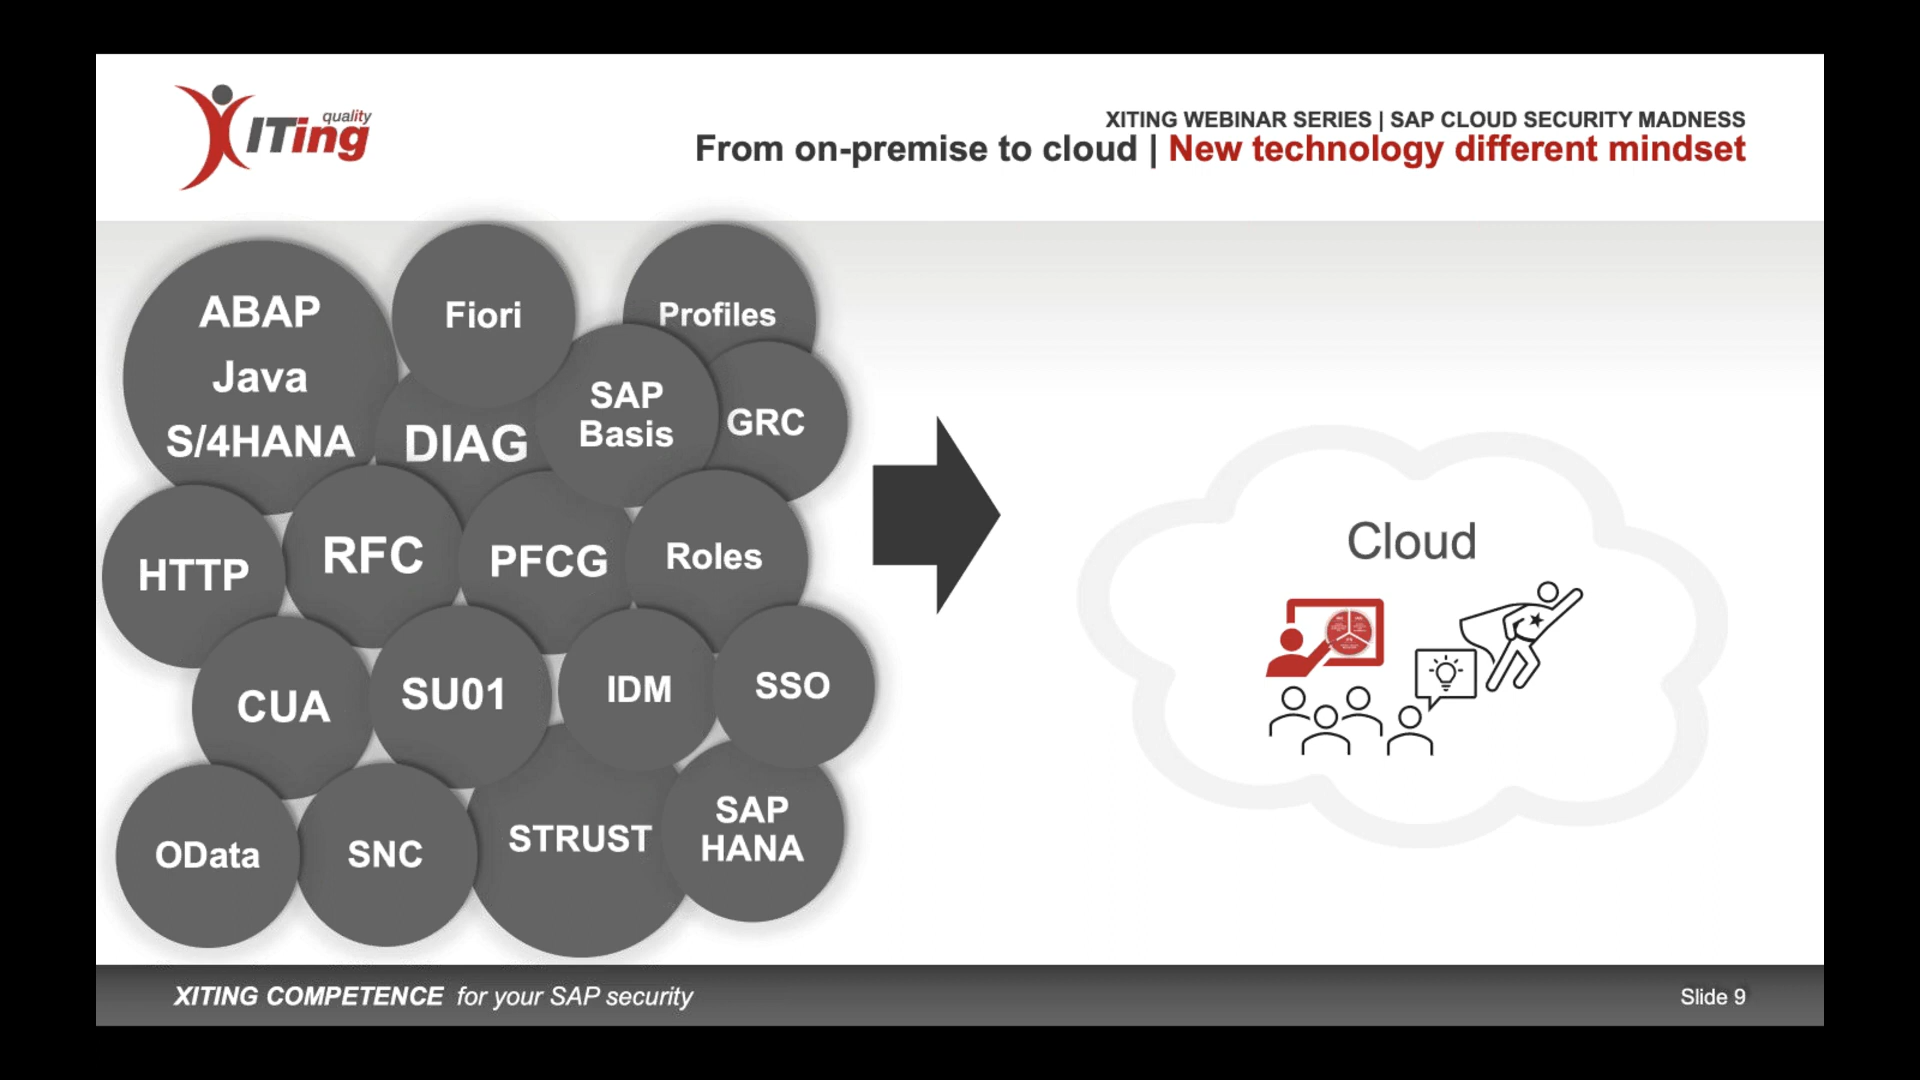 quality
XITing
XITING WEBINAR SERIES | SAP CLOUD SECURITY MADNESS
From on-premise to cloud | New technology different mindset
ABAP
Java
S/4HANA
Fiori
Profiles
DIAG
SAP
Basis
GRC
HTTP
RFC
PFCG
Roles
CUA
SU01
IDM
SSO
OData
SNC
STRUST
SAP
HANA
Cloud
XITING COMPETENCE for your SAP security
Slide 9